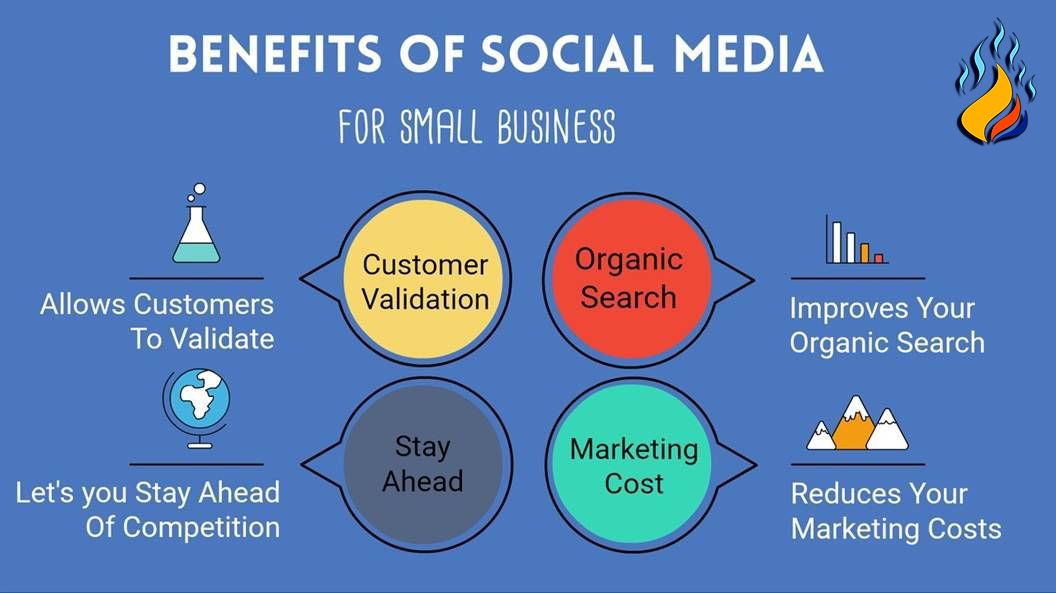 BENEFITS OF SOCIAL MEDIA
FOR SMALL BUSINESS
Customer
Validation
Allows Customers
To Validate
Organic
Search
Improves Your
Organic Search
Stay
Ahead
Let's you Stay Ahead
Of Competition
Marketing
Cost
Reduces Your
Marketing Costs